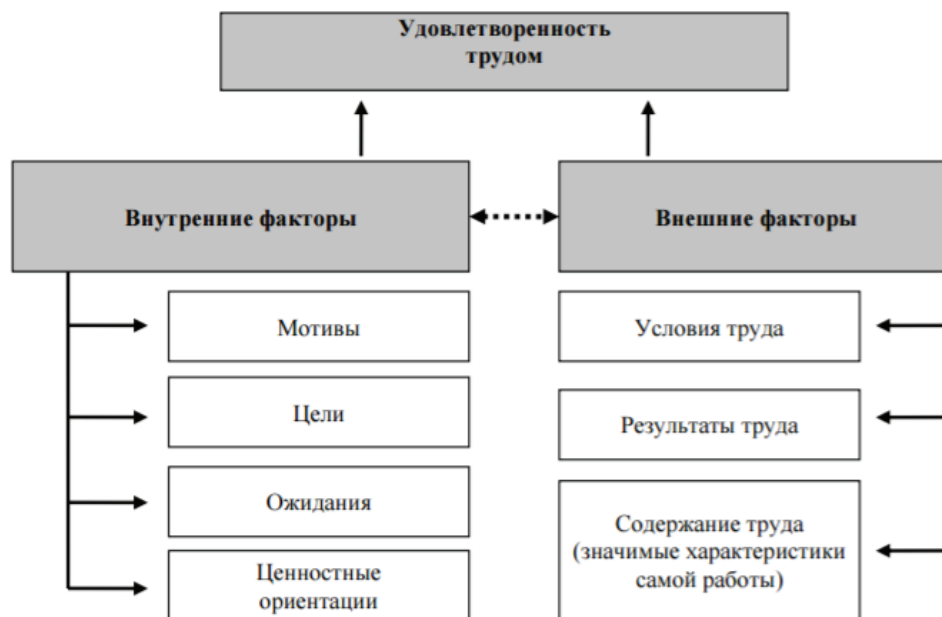 Удовлетворенность
трудом
Внутренние факторы
Внешние факторы
Мотивы
Цели
Ожидания
Ценностные
ориентации
Условия труда
Результаты труда
Содержание труда
(значимые характеристики
самой работы)